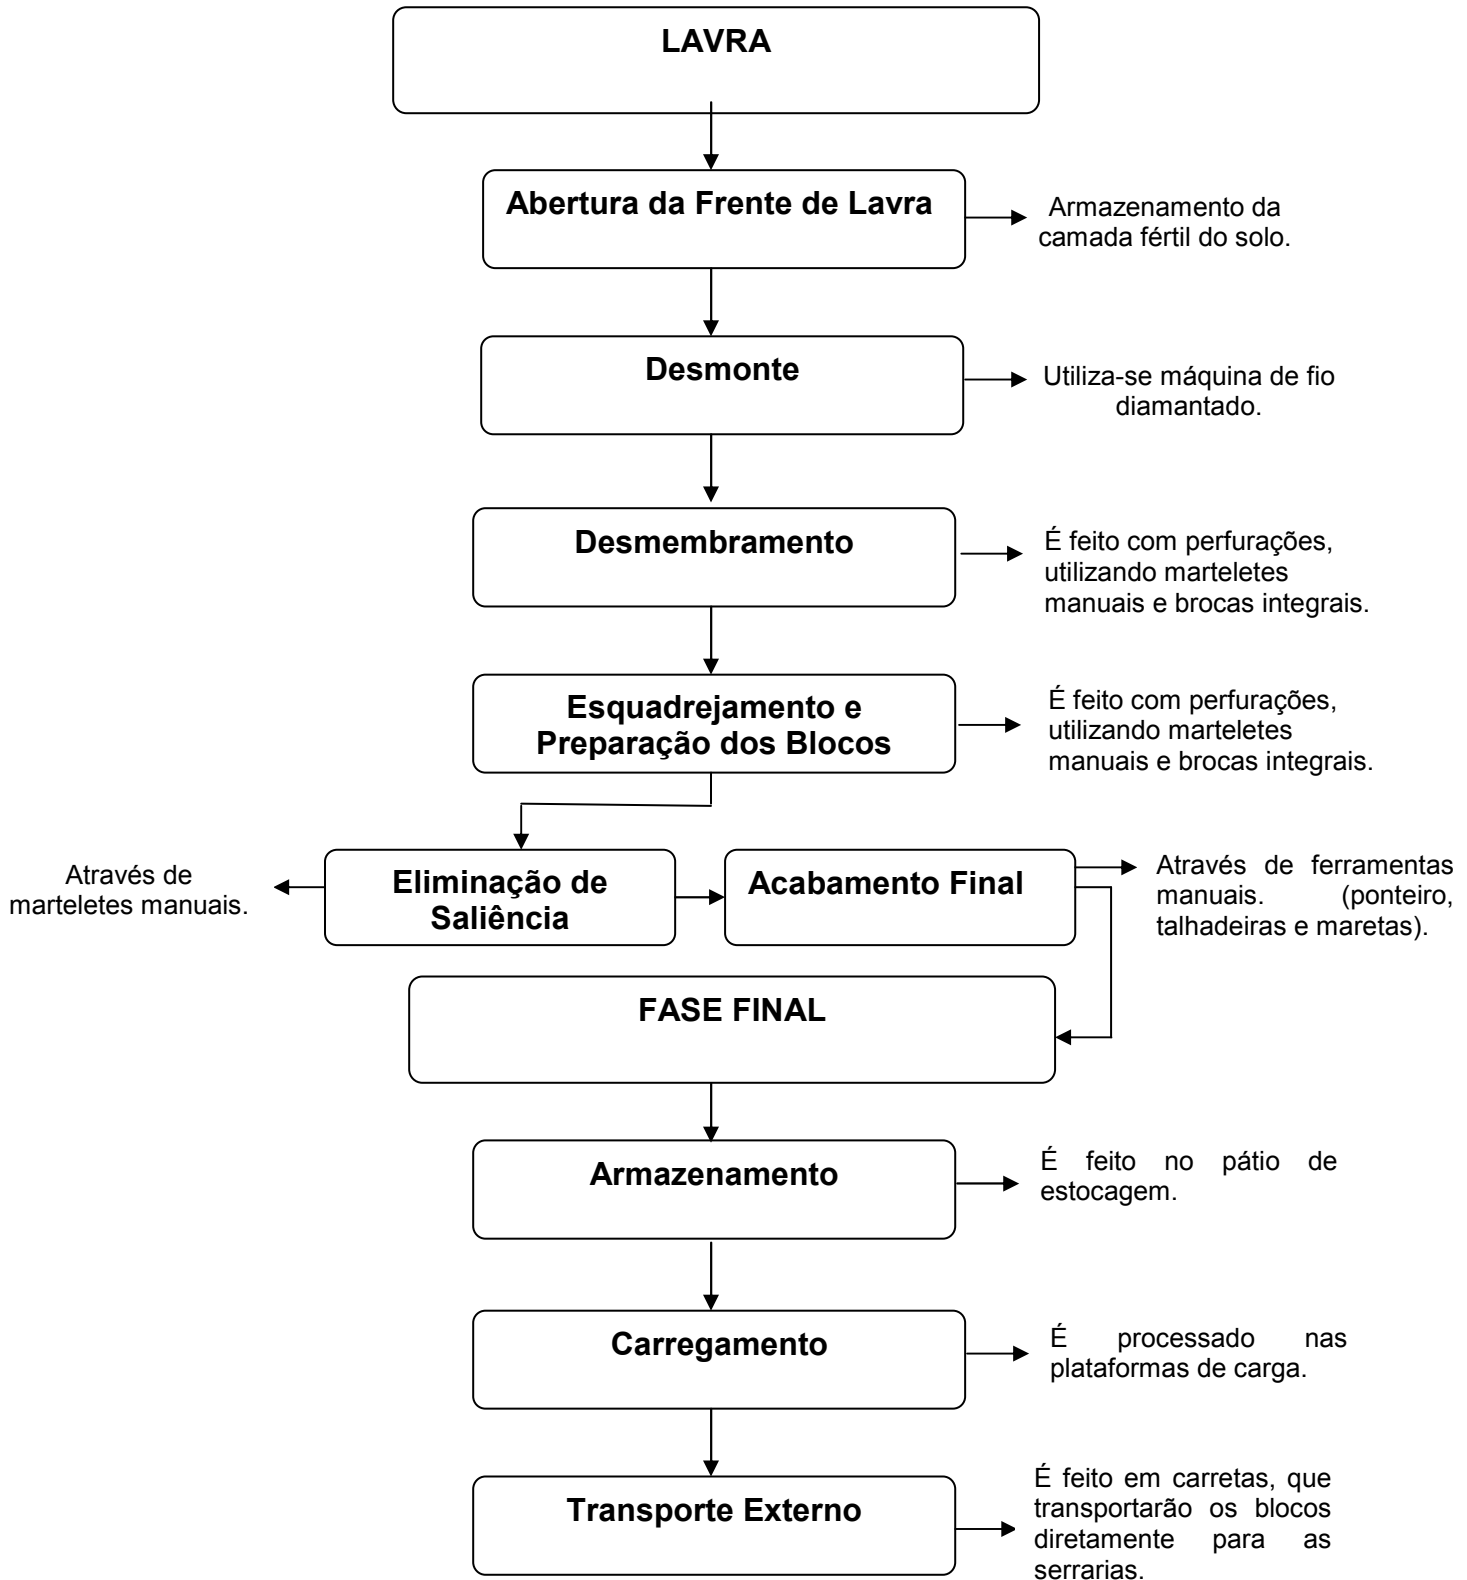 LAVRA
Abertura da Frente de Lavra
Armazenamento da
camada fértil do solo.
Desmonte
Utiliza-se máquina de fio
diamantado.
Desmembramento
É feito com perfurações,
utilizando marteletes
manuais e brocas integrais.
Esquadrejamento e
Preparação dos Blocos
É feito com perfurações,
utilizando marteletes
manuais e brocas integrais.
Através de
marteletes manuais.
Eliminação de
Saliência
Acabamento Final
Através de ferramentas
manuais. (ponteiro,
talhadeiras e maretas).
FASE FINAL
Armazenamento
É feito no pátio de
estocagem.
Carregamento
É processado nas
plataformas de carga.
Transporte Externo
É feito em carretas, que
transportarão os blocos
diretamente para as
serrarias.